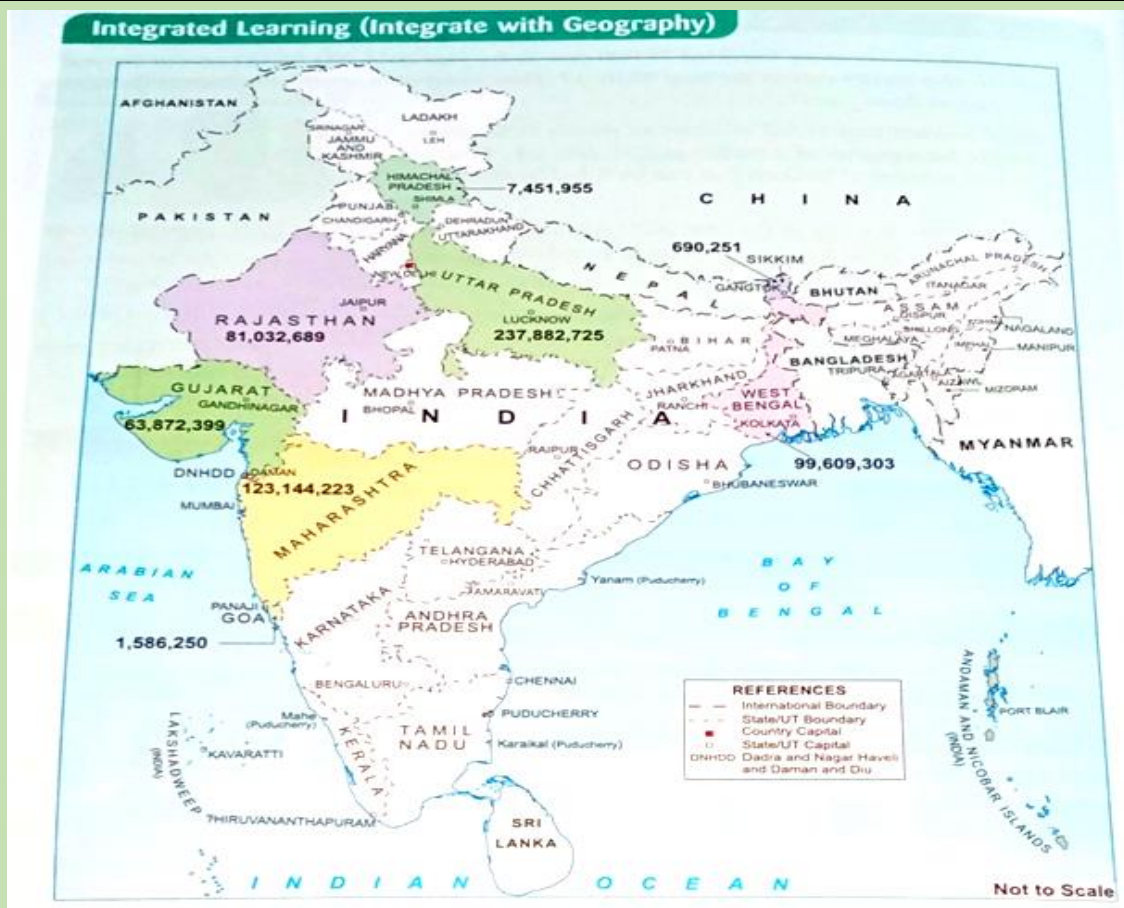 Integrated Learning (Integrate with Geography)
AFGHANISTAN
LADAKH
LEH
SRINAGAR
JAMMU
AND
KASHMIR
HIMACHAL
PRADESH
SHIMLA
7,451,955
PUNJAB
CHANDIGARH
DEHRADUN
UTTARAKHAND
HARYANA
PAKISTAN
CHINA
NEW DELHI
UTTAR PRADESH
LUCKNOW
237,882,725
NEPAL
690,251
SIKKIM
GANGTOK
BHUTAN
ARUNACHAL PRADESH
ITANAGAR
ASSAM
DISPUR
SHILLONG
MEGHALAYA
NAGALAND
MANIPUR
BANGLADESH
TRIPURA
AGARTALA
AIZAWL
MIZORAM
MYANMAR
JAIPUR
RAJASTHAN
81,032,689
PATNA
BIHAR
GUJARAT
GANDHINAGAR
63,872,399
MADHYA PRADESH
BHOPAL
INDIA
JHARKHAND
RANCHI
WEST
BENGAL
KOLKATA
99,609,303
DNHDD
DAMAN
123,144,223
MUMBAI
MAHARASHTRA
RAIPUR
CHHATTISGARH
ODISHA
BHUBANESWAR
TELANGANA
HYDERABAD
ARABIAN
SEA
BAY
OF
BENGAL
Yanam (Puducherry)
AMARAVATI
PANAJI
GOA
1,586,250
KARNATAKA
ANDHRA
PRADESH
BENGALURU
CHENNAI
Mahe
(Puducherry)
PUDUCHERRY
TAMIL
NADU
Karaikal (Puducherry)
KERALA
LAKSHADWEEP
(INDIA)
KAVARATTI
THIRUVANANTHAPURAM
SRI
LANKA
REFERENCES
International Boundary
State/UT Boundary
Country Capital
State/UT Capital
DNHDD Dadra and Nagar Haveli
and Daman and Diu
ANDAMAN AND NICOBAR ISLANDS
(INDIA)
PORT BLAIR
INDIAN OCEAN
Not to Scale